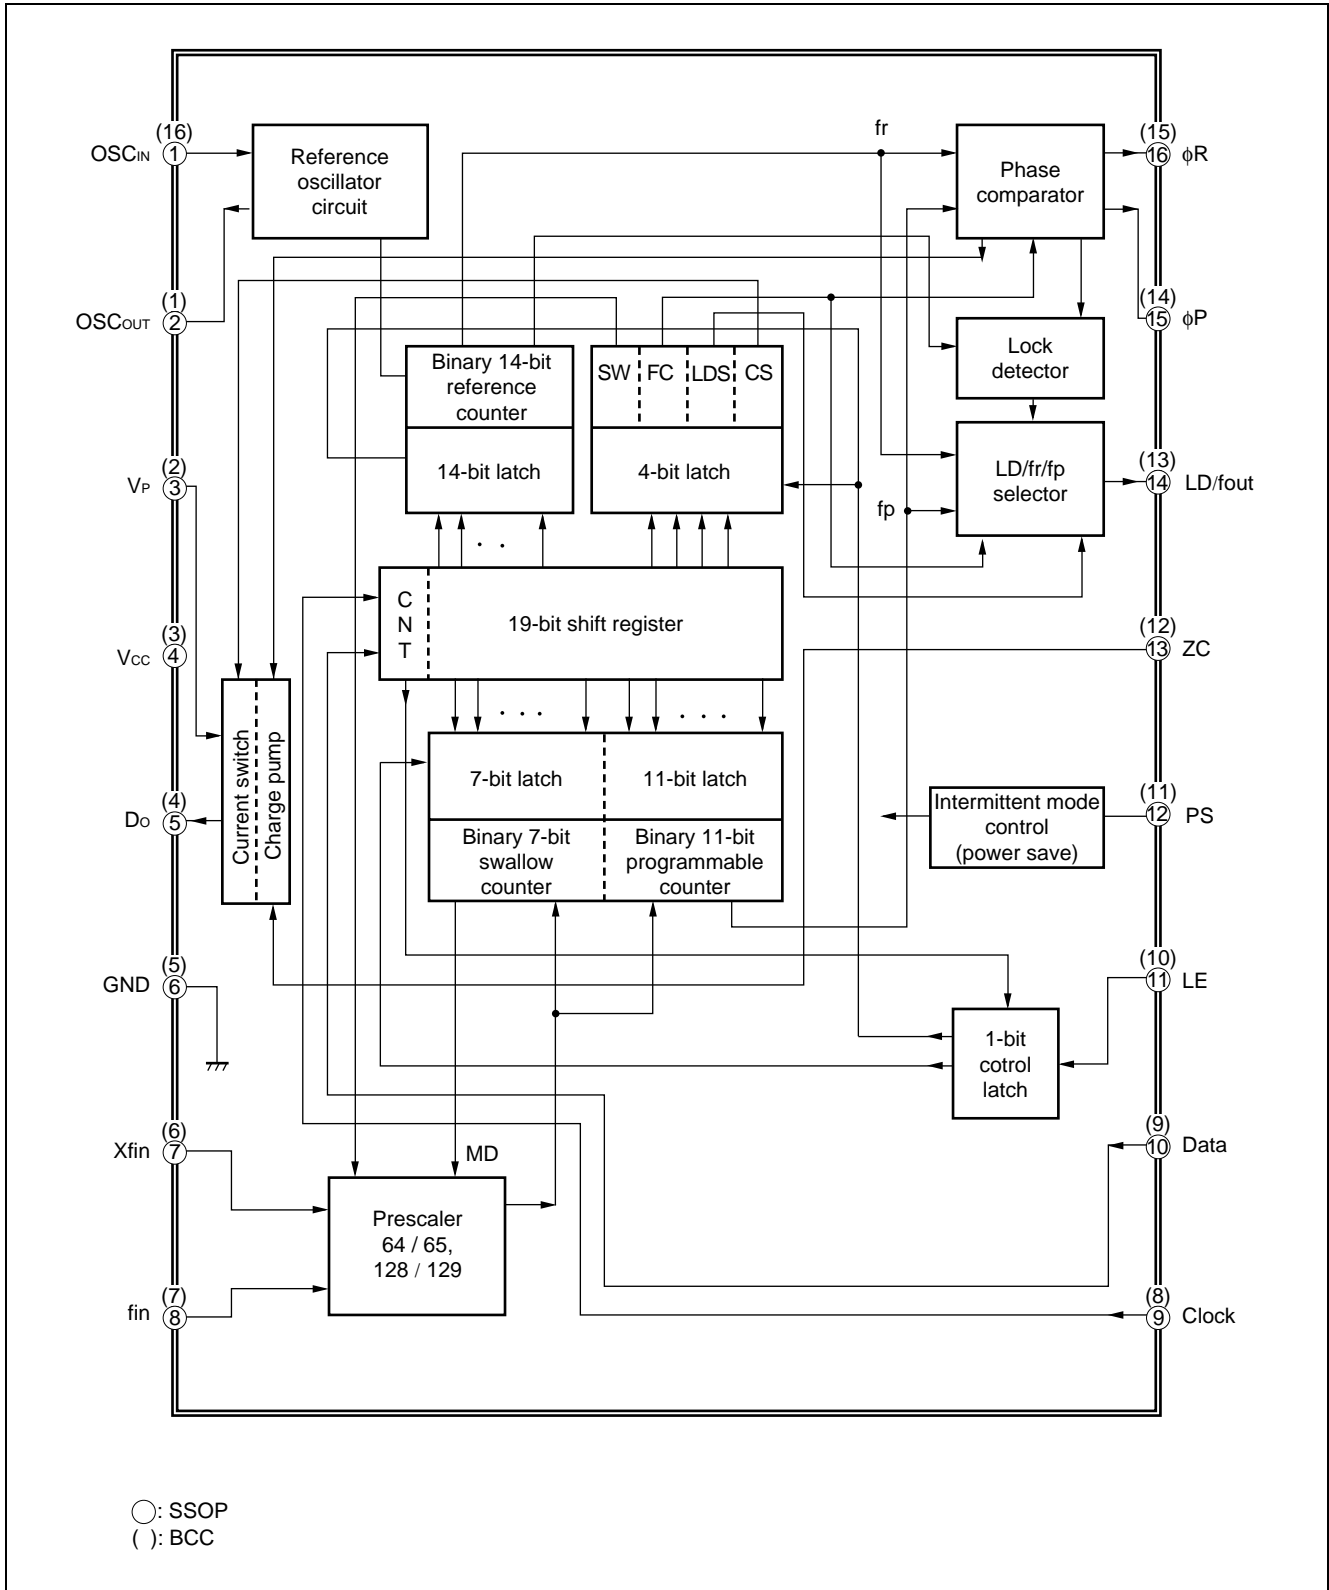 (16)
OSCIN 1
Reference
oscillator
circuit
fr
Phase
comparator
(15)
16 ϕR
(1)
OSCOUT 2
(14)
15 ϕP
Lock
detector
Binary 14-bit
reference
counter
SW FC LDS CS
14-bit latch
4-bit latch
LD/fr/fp
selector
(13)
14 LD/fout
fp
(2)
VP 3
. .
C
N
T
19-bit shift register
(3)
VCC 4
(12)
13 ZC
. . .
. . .
Current switch
Charge pump
7-bit latch
11-bit latch
(4)
DO 5
Intermittent mode
control
(power save)
(11)
12 PS
Binary 7-bit
swallow
counter
Binary 11-bit
programmable
counter
(5)
GND 6
(10)
11 LE
1-bit
cotrol
latch
(6)
Xfin 7
MD
(9)
10 Data
Prescaler
64 / 65,
128 / 129
(7)
fin 8
(8)
9 Clock
◯: SSOP
( ): BCC